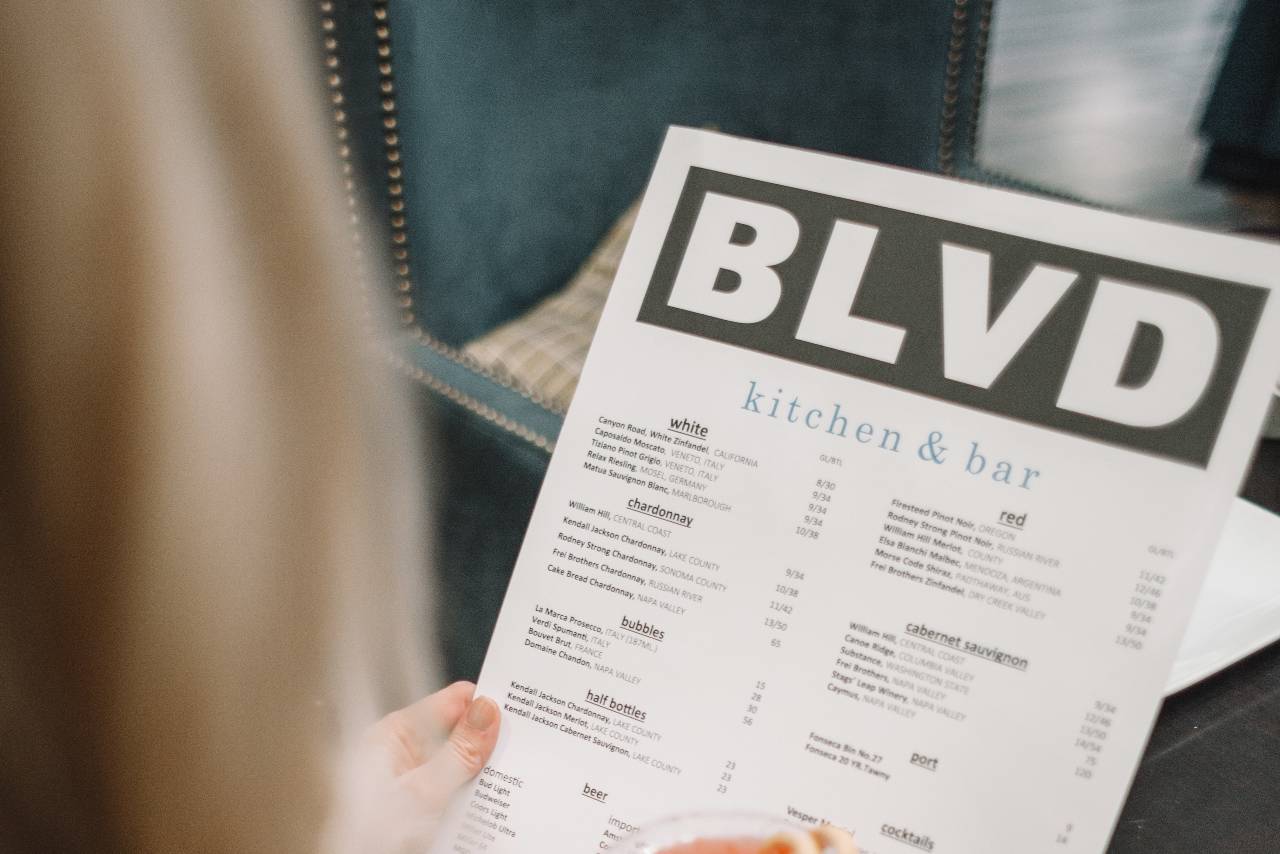 BLVD
kitchen & bar
white
GL/BTL
Canyon Road, White Zinfandel, CALIFORNIA 8/30
Caposaldo Moscato, VENETO, ITALY 9/34
Tiziano Pinot Grigio, VENETO, ITALY 9/34
Relax Riesling, MOSEL, GERMANY 9/34
Matua Sauvignon Blanc, MARLBOROUGH 10/38
chardonnay
William Hill, CENTRAL COAST 9/34
Kendall Jackson Chardonnay, LAKE COUNTY 10/38
Rodney Strong Chardonnay, SONOMA COUNTY 11/42
Frei Brothers Chardonnay, RUSSIAN RIVER 13/50
Cake Bread Chardonnay, NAPA VALLEY 65
bubbles
La Marca Prosecco, ITALY (187ML) 15
Verdi Spumanti, ITALY 28
Bouvet Brut, FRANCE 30
Domaine Chandon, NAPA VALLEY 56
half bottles
Kendall Jackson Chardonnay, LAKE COUNTY 23
Kendall Jackson Merlot, LAKE COUNTY 23
Kendall Jackson Cabernet Sauvignon, LAKE COUNTY 23
beer
domestic
Bud Light
Budweiser
Coors Light
Michelob Ultra
Miller Lite
red
GL/BTL
Firesteed Pinot Noir, OREGON 11/42
Rodney Strong Pinot Noir, RUSSIAN RIVER 12/46
William Hill Merlot, COUNTY 10/38
Elsa Bianchi Malbec, MENDOZA, ARGENTINA 9/34
Morse Code Shiraz, PADTHAWAY, AUS 9/34
Frei Brothers Zinfandel, DRY CREEK VALLEY 13/50
cabernet sauvignon
William Hill, CENTRAL COAST 9/34
Canoe Ridge, COLUMBIA VALLEY 12/46
Substance, WASHINGTON STATE 13/50
Frei Brothers, NAPA VALLEY 14/54
Stags' Leap Winery, NAPA VALLEY 75
Caymus, NAPA VALLEY 120
port
Fonseca Bin No.27 9
Fonseca 20 YR.Tawny 14
cocktails
Vesper